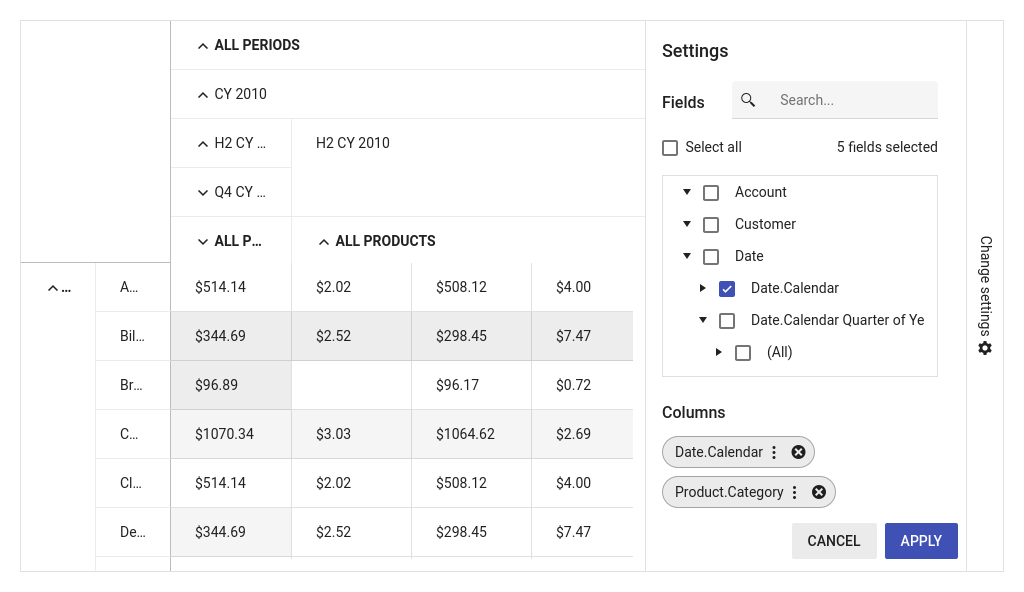 ALL PERIODS
CY 2010
H2 CY ... H2 CY 2010
Q4 CY ...
ALL P... ALL PRODUCTS
... A... $514.14 $2.02 $508.12 $4.00
Bil... $344.69 $2.52 $298.45 $7.47
Br... $96.89 $96.17 $0.72
C... $1070.34 $3.03 $1064.62 $2.69
Cl... $514.14 $2.02 $508.12 $4.00
De... $344.69 $2.52 $298.45 $7.47
Settings
Fields Search...
Select all 5 fields selected
Account
Customer
Date
Date.Calendar
Date.Calendar Quarter of Ye
(All)
Columns
Date.Calendar
Product.Category
CANCEL APPLY
Change settings